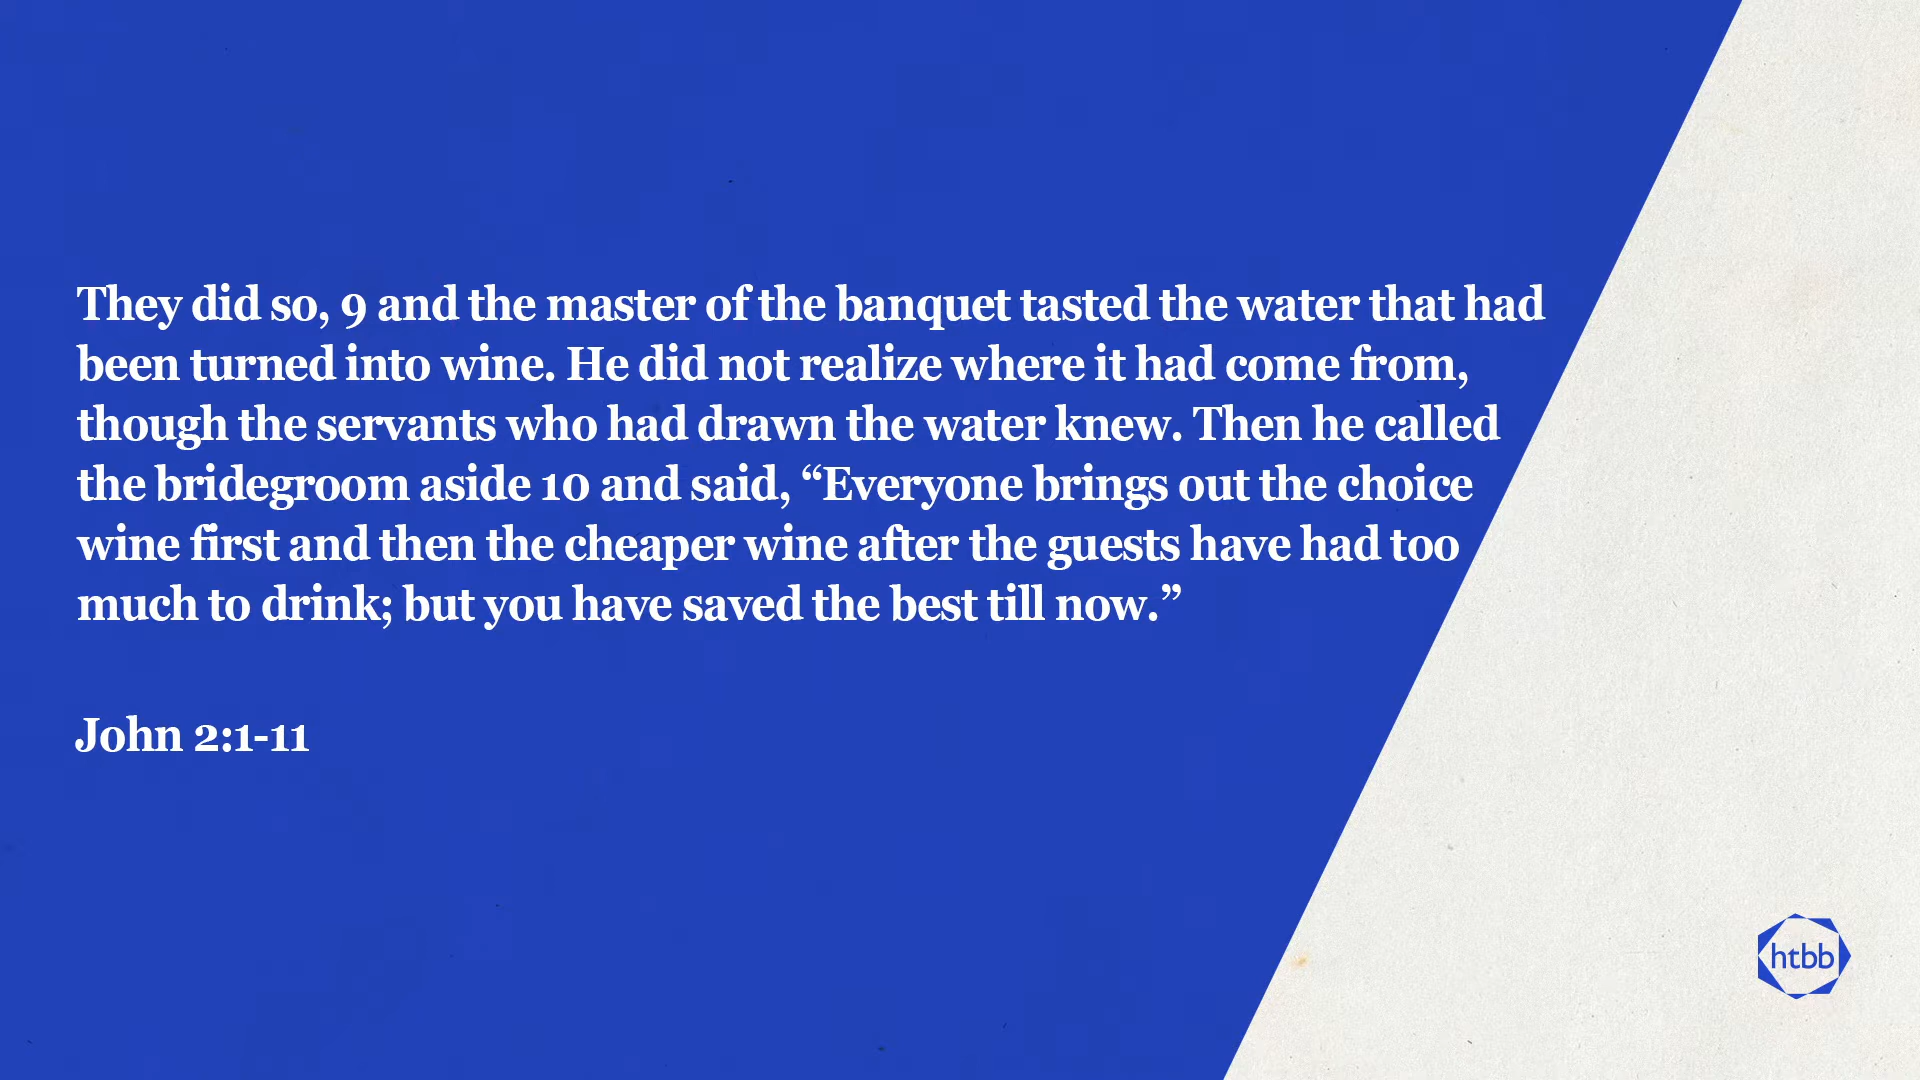 They did so, 9 and the master of the banquet tasted the water that had
been turned into wine. He did not realize where it had come from,
though the servants who had drawn the water knew. Then he called
the bridegroom aside 10 and said, “Everyone brings out the choice
wine first and then the cheaper wine after the guests have had too
much to drink; but you have saved the best till now.”
John 2:1-11
htbb